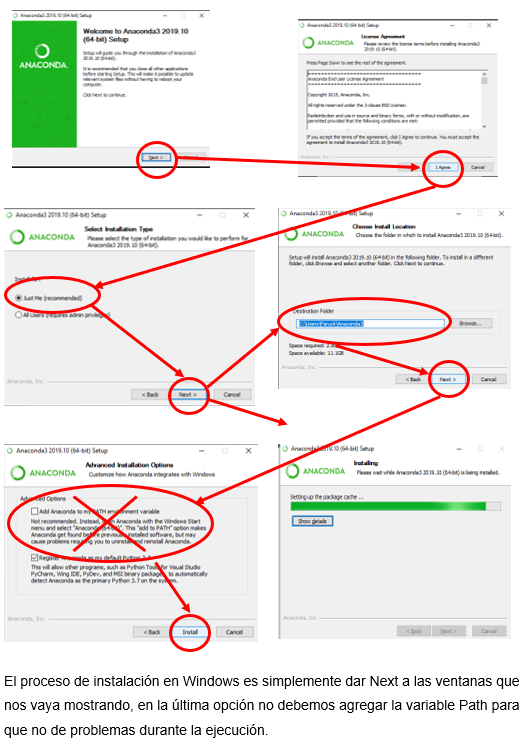 Anaconda3 2019.10 (64-bit) Setup
Welcome to Anaconda3 2019.10
(64-bit) Setup
Setup will guide you through the installation of Anaconda3
2019.10 (64-bit).
It is recommended that you close all other applications
before starting Setup. This will make it possible to update
relevant system files without having to reboot your
computer.
Click Next to continue.
ANACONDA.
Next >
Anaconda3 2019.10 (64-bit) Setup
License Agreement
Please review the license terms before installing Anaconda3
2019.10 (64-bit).
ANACONDA.
Press Page Down to see the rest of the agreement.
Anaconda End User License Agreement
Copyright 2015, Anaconda, Inc.
All rights reserved under the 3-clause BSD License:
Redistribution and use in source and binary forms, with or without modification, are
permitted provided that the following conditions are met:
If you accept the terms of the agreement, click I Agree to continue. You must accept the
agreement to install Anaconda3 2019.10 (64-bit).
Anaconda, Inc.
I Agree
Cancel
Anaconda3 2019.10 (64-bit) Setup
Select Installation Type
Please select the type of installation you would like to perform for
Anaconda3 2019.10 (64-bit).
ANACONDA
Just Me (recommended)
All Users (requires admin privileges)
Anaconda, Inc.
< Back
Next >
Cancel
Anaconda3 2019.10 (64-bit) Setup
Choose Install Location
Choose the folder in which to install Anaconda3 2019.10 (64-bit).
ANACONDA
Setup will install Anaconda3 2019.10 (64-bit) in the following folder. To install in a different
folder, click Browse and select another folder. Click Next to continue.
Destination Folder
Browse...
Space required:
Space available: 11.1GB
Anaconda, Inc.
< Back
Next >
Cancel
Anaconda3 2019.10 (64-bit) Setup
Advanced Installation Options
Customize how Anaconda integrates with Windows
ANACONDA
Advanced Options
Add Anaconda to my PATH environment variable
Not recommended. Instead, Anaconda with the Windows Start
menu and select "Anaconda (64-bit)". This "add to PATH" option makes
Anaconda get found before previously installed software, but may
cause problems requiring you to uninstall and reinstall Anaconda.
Register Anaconda as my default Python
This will allow other programs, such as Python Tools for Visual Studio
PyCharm, Wing IDE, PyDev, and MSI binary packages, to automatically
detect Anaconda as the primary Python 3.7 on the system.
Anaconda, Inc.
< Back
Install
Cancel
Anaconda3 2019.10 (64-bit) Setup
Installing
Please wait while Anaconda3 2019.10 (64-bit) is being installed.
ANACONDA
Setting up the package cache ...
Show details
Anaconda, Inc.
< Back
Next >
Cancel
El proceso de instalación en Windows es simplemente dar Next a las ventanas que
nos vaya mostrando, en la última opción no debemos agregar la variable Path para
que no de problemas durante la ejecución.